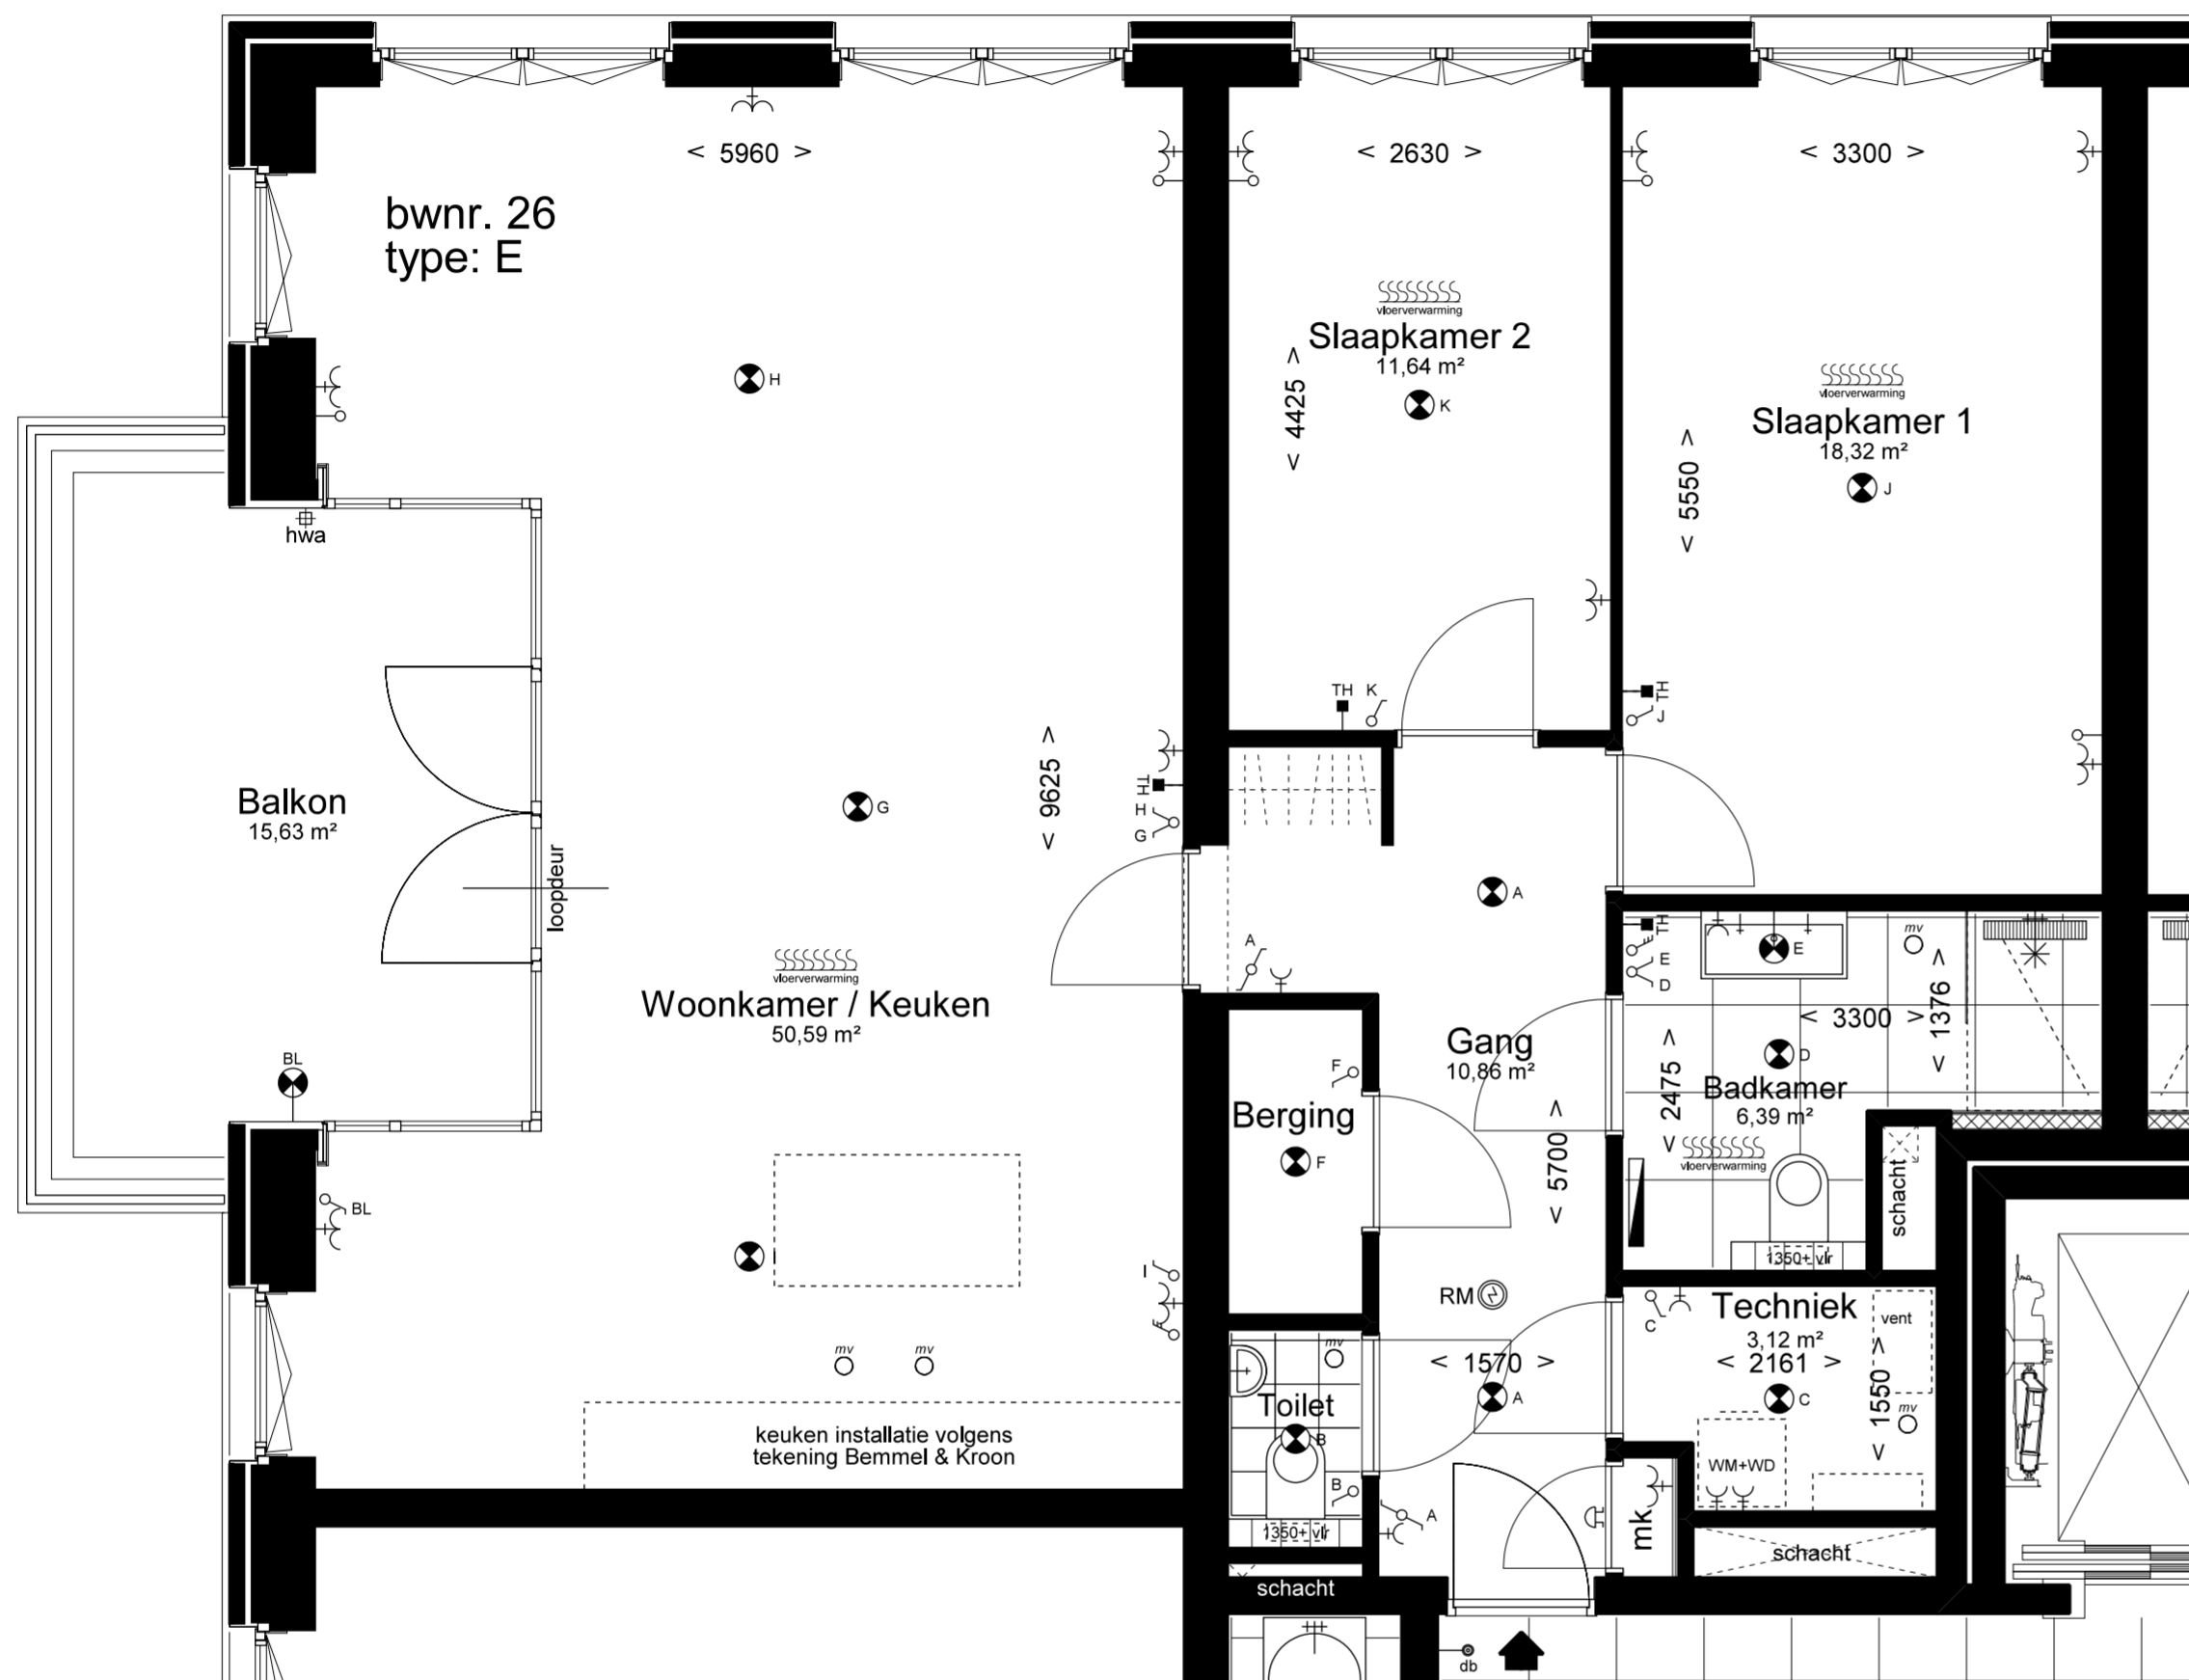 < 5960 >
< 2630 >
< 3300 >
bwnr. 26
type: E
vloerverwarming
Slaapkamer 2
11,64 m²
K
< 4425 >
H
vloerverwarming
Slaapkamer 1
18,32 m²
J
< 5550 >
hwa
TH K
TH
J
Balkon
15,63 m²
G
< 9625 >
TH
H
G
loopdeur
A
A
TH
E
D
E
mv
< 3300 >
< 1376 >
vloerverwarming
Woonkamer / Keuken
50,59 m²
Gang
10,86 m²
< 2475 >
D
Badkamer
6,39 m²
vloerverwarming
BL
F
Berging
F
< 5700 >
schacht
1350+ vlr
BL
I
I
RM
C
Techniek
3,12 m²
< 2161 >
vent
< 1550 >
C
mv
mv
mv
mv
< 1570 >
A
Toilet
B
B
1350+ vlr
A
keuken installatie volgens
tekening Bemmel & Kroon
WM+WD
mk
schacht
schacht
db